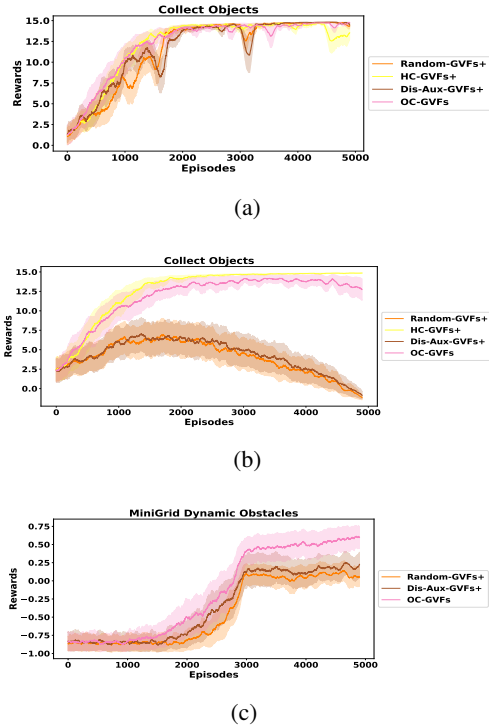 Collect Objects
15.0
12.5
10.0
7.5
5.0
2.5
0.0
Rewards
0 1000 2000 3000 4000 5000
Episodes
Random-GVFs+
HC-GVFs+
Dis-Aux-GVFs+
OC-GVFs
(a)
Collect Objects
15.0
12.5
10.0
7.5
5.0
2.5
0.0
Rewards
0 1000 2000 3000 4000 5000
Episodes
Random-GVFs+
HC-GVFs+
Dis-Aux-GVFs+
OC-GVFs
(b)
MiniGrid Dynamic Obstacles
0.75
0.50
0.25
0.00
−0.25
−0.50
−0.75
−1.00
Rewards
0 1000 2000 3000 4000 5000
Episodes
Random-GVFs+
Dis-Aux-GVFs+
OC-GVFs
(c)